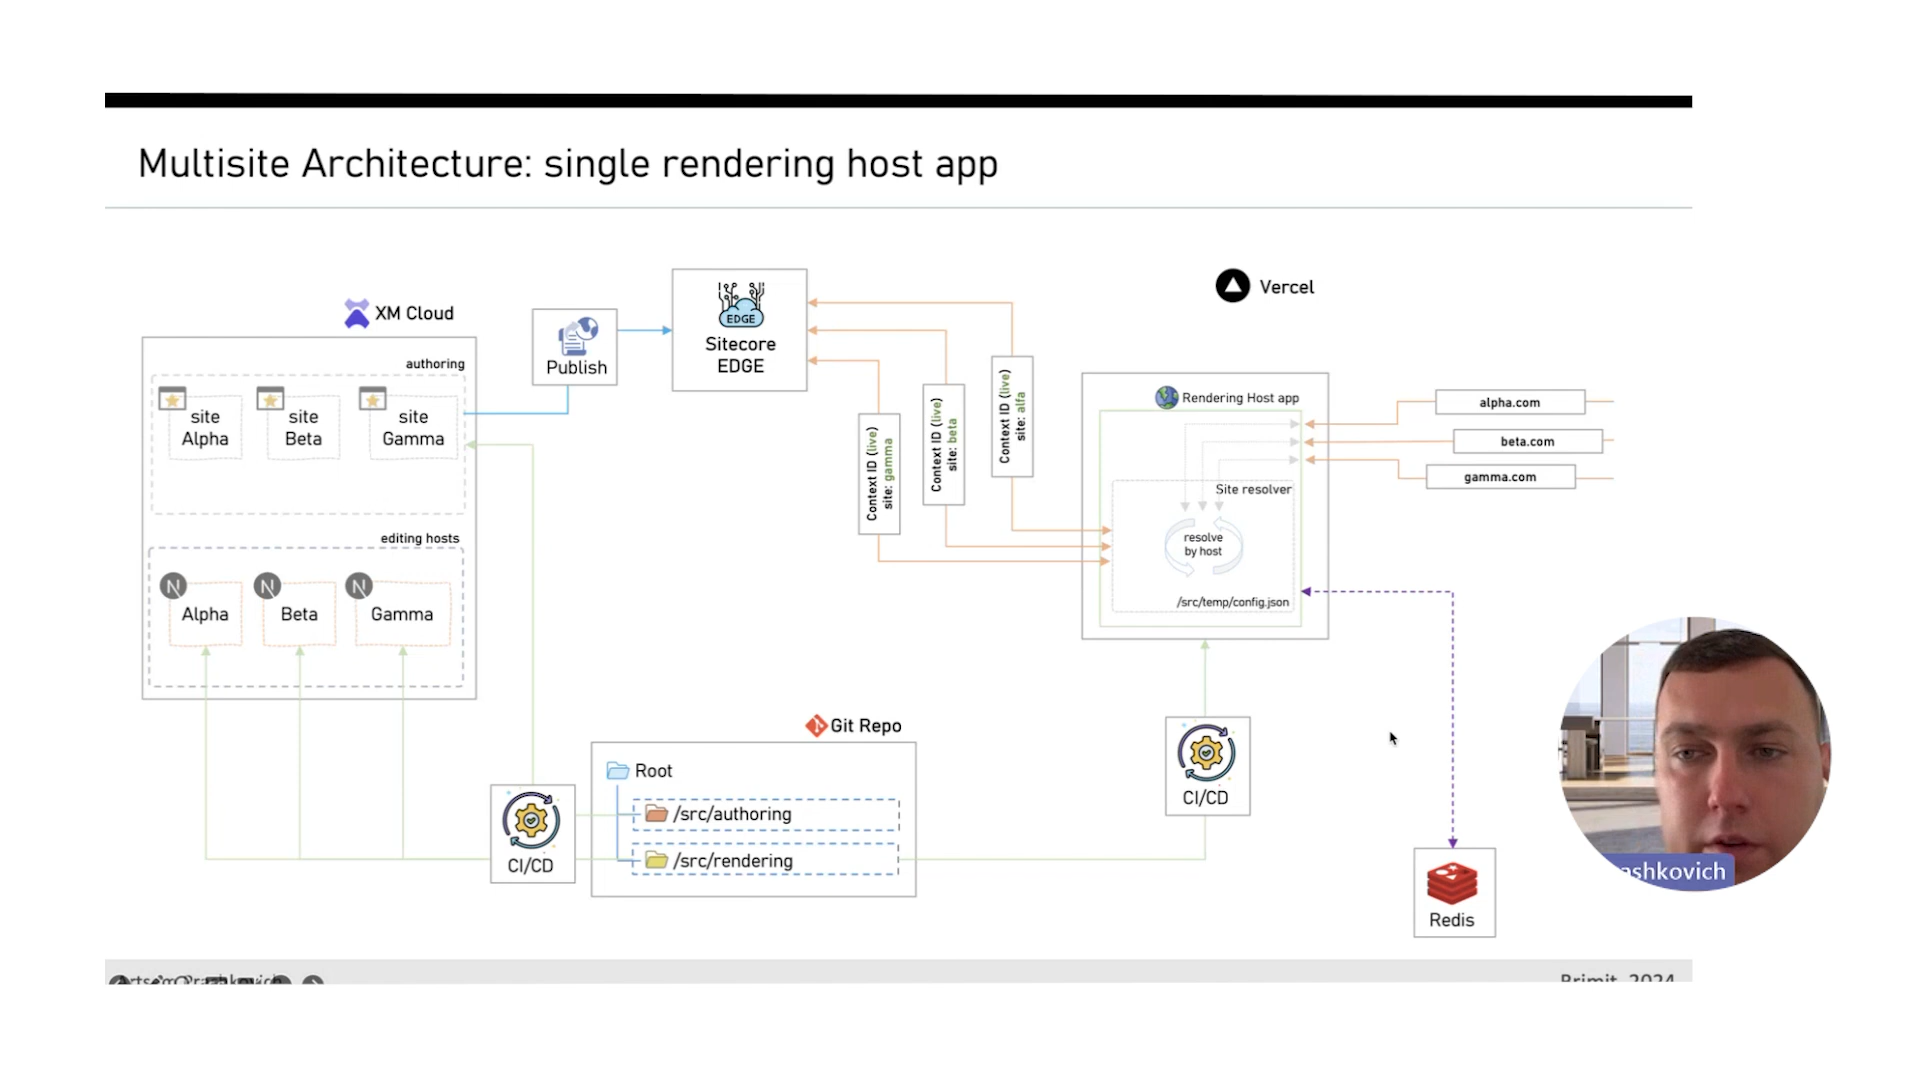 Multisite Architecture: single rendering host app
XM Cloud
authoring
site
Alpha
site
Beta
site
Gamma
editing hosts
N
Alpha
N
Beta
N
Gamma
Publish
EDGE
Sitecore
EDGE
Context ID (live)
site: gamma
Context ID (live)
site: beta
Context ID (live)
site: alfa
Vercel
Rendering Host app
Site resolver
resolve
by host
/src/temp/config.json
alpha.com
beta.com
gamma.com
Git Repo
Root
/src/authoring
/src/rendering
CI/CD
CI/CD
Redis
ashkovich
Brimit, 2024